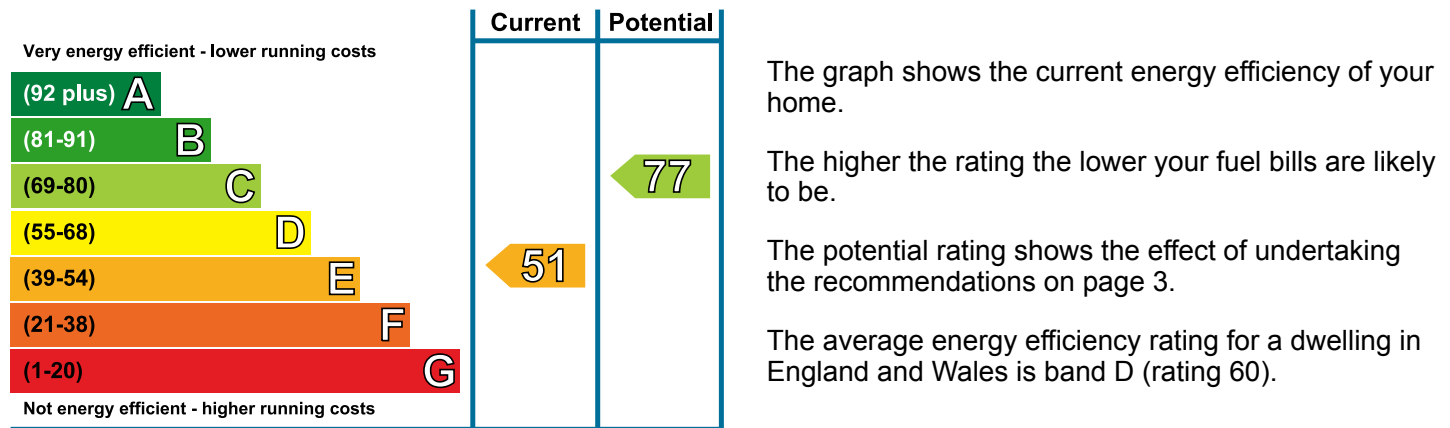 Current Potential
Very energy efficient - lower running costs
(92 plus) A
(81-91) B
(69-80) C
77
(55-68) D
(39-54) E
51
(21-38) F
(1-20) G
Not energy efficient - higher running costs
The graph shows the current energy efficiency of your
home.
The higher the rating the lower your fuel bills are likely
to be.
The potential rating shows the effect of undertaking
the recommendations on page 3.
The average energy efficiency rating for a dwelling in
England and Wales is band D (rating 60).